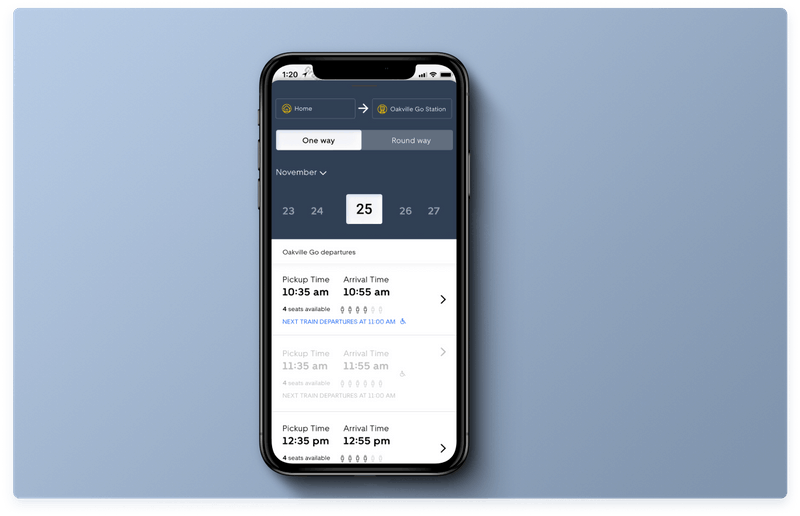 1:20
Home Oakville Go Station
One way Round way
November
23 24 25 26 27
Oakville Go departures
Pickup Time Arrival Time
10:35 am 10:55 am
4 seats available
NEXT TRAIN DEPARTURES AT 11:00 AM
Pickup Time Arrival Time
11:35 am 11:55 am
4 seats available
NEXT TRAIN DEPARTURES AT 11:00 AM
Pickup Time Arrival Time
12:35 pm 12:55 pm
4 seats available